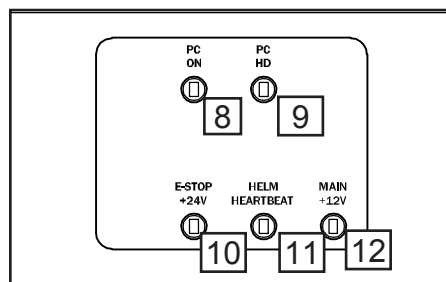 PC PC
ON HD
8 9
E-STOP HELM MAIN
+24V HEARTBEAT +12V
10 11 12